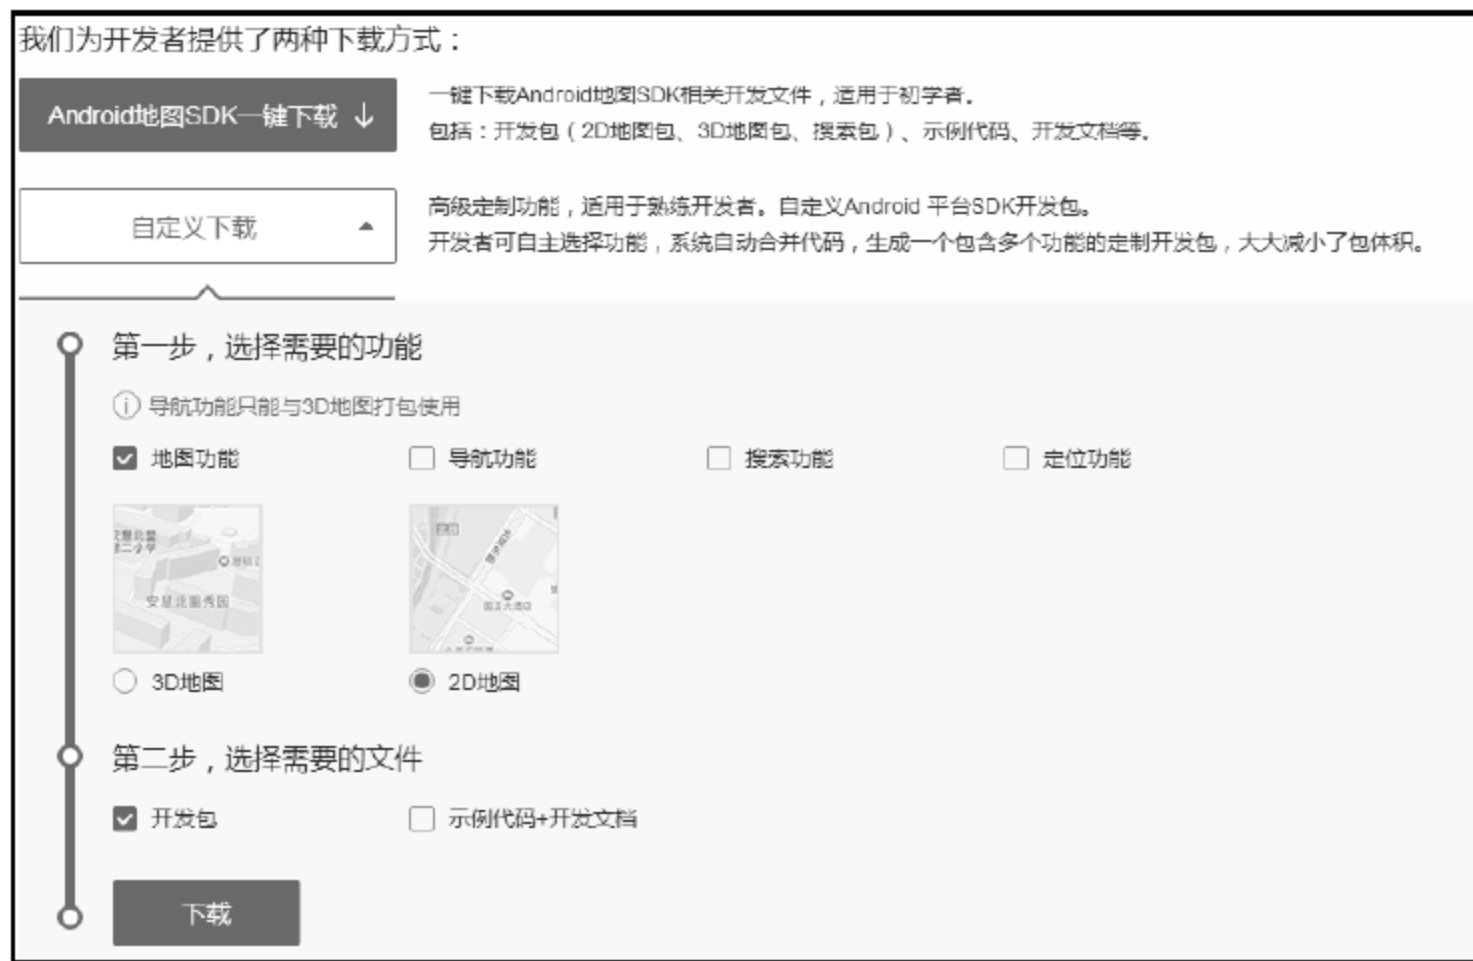 我们为开发者提供了两种下载方式：
Android地图SDK一键下载 ↓
一键下载Android地图SDK相关开发文件，适用于初学者。
包括：开发包（2D地图包、3D地图包、搜索包）、示例代码、开发文档等。
自定义下载
高级定制功能，适用于熟练开发者。自定义Android 平台SDK开发包。
开发者可自主选择功能，系统自动合并代码，生成一个包含多个功能的定制开发包，大大减小了包体积。
第一步，选择需要的功能
导航功能只能与3D地图打包使用
地图功能
导航功能
搜索功能
定位功能
安慧北里秀园
3D地图
2D地图
第二步，选择需要的文件
开发包
示例代码+开发文档
下载